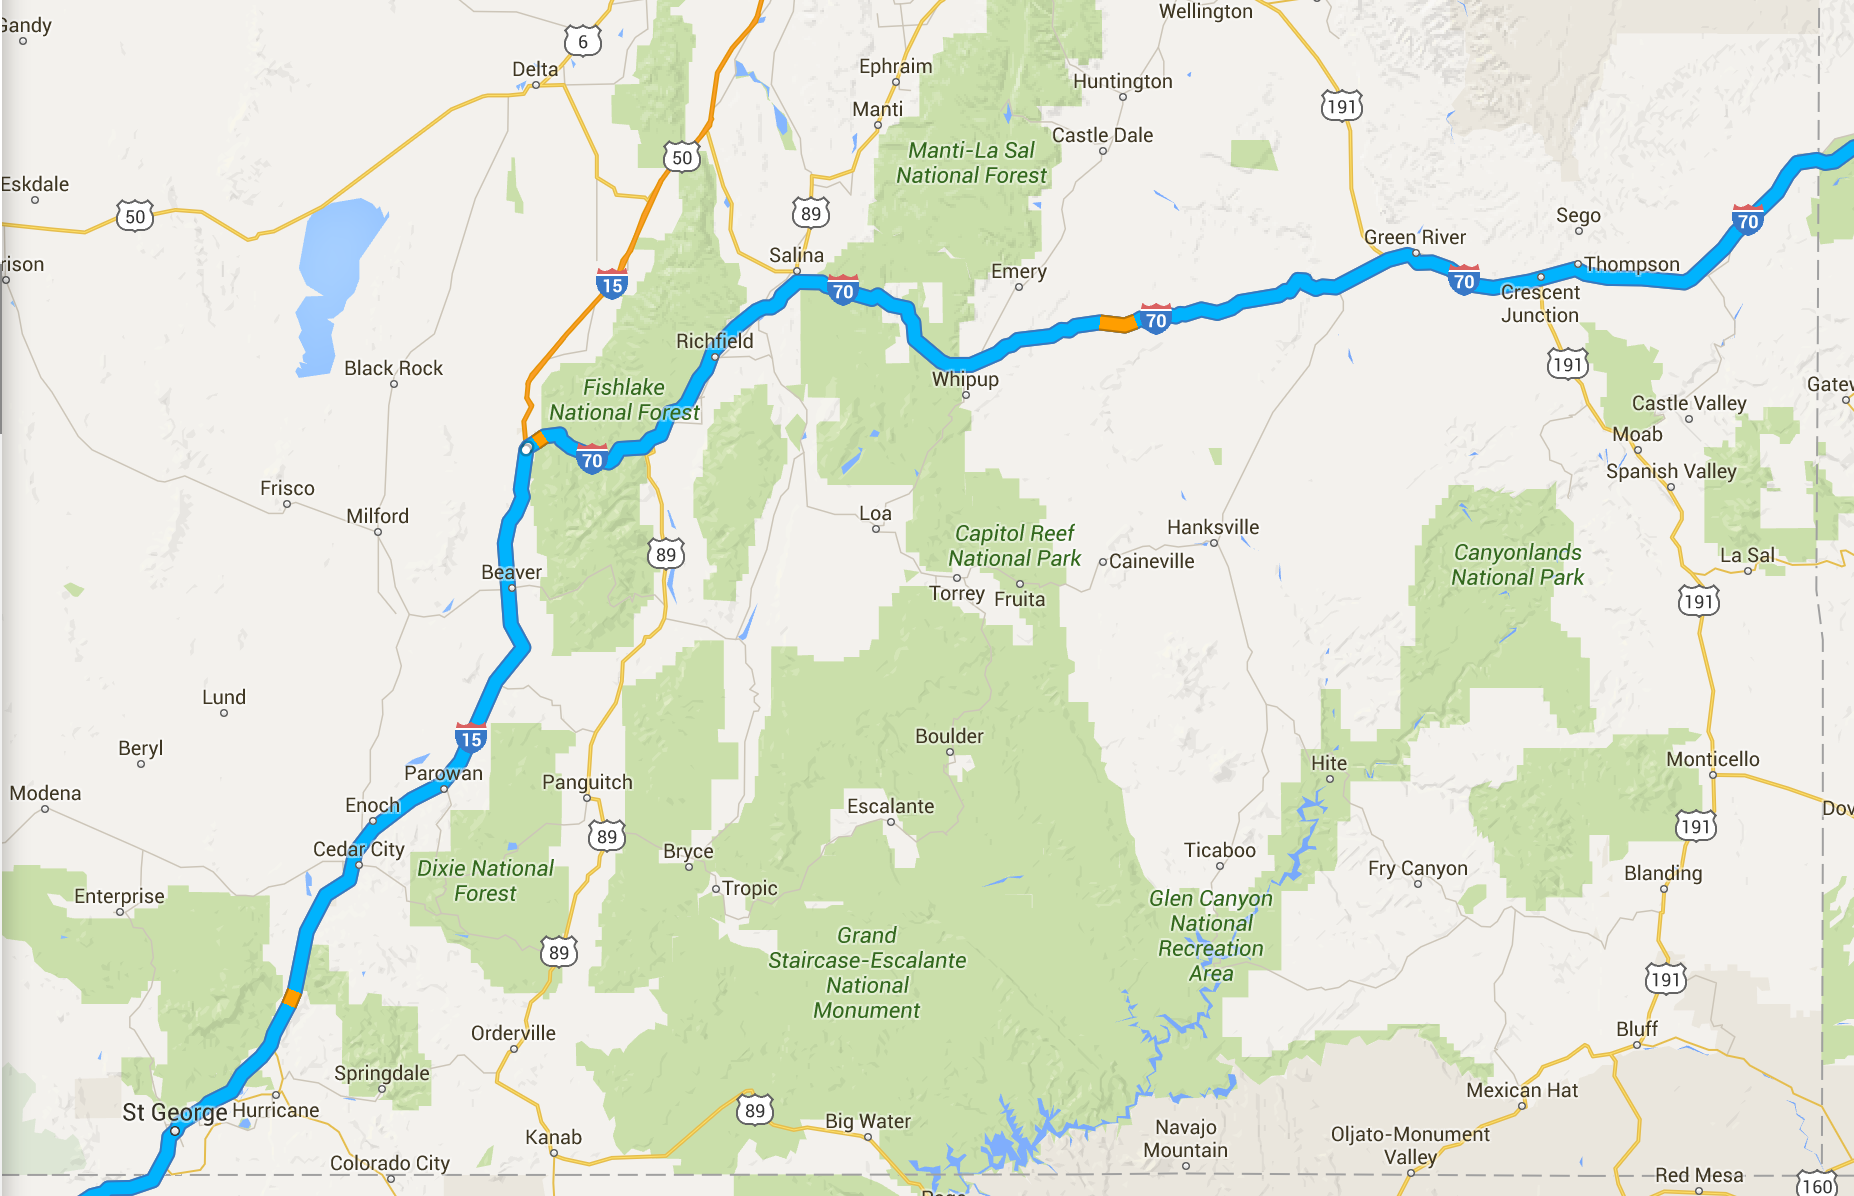 Gandy
6
Wellington
Delta
Ephraim
Huntington
191
Manti
Castle Dale
50
Manti-La Sal
National Forest
Eskdale
50
89
Sego
70
Green River
rison
Salina
Emery
Thompson
15
70
70
Crescent
Junction
70
Richfield
191
Black Rock
Whipup
Gatew
Fishlake
National Forest
Castle Valley
Moab
70
Spanish Valley
Frisco
Milford
Loa
Capitol Reef
National Park
Hanksville
89
Canyonlands
National Park
La Sal
Caineville
Beaver
Torrey
Fruita
191
Lund
15
Boulder
Beryl
Hite
Monticello
Parowan
Panguitch
Modena
Enoch
Escalante
Dov
89
191
Cedar City
Bryce
Ticaboo
Dixie National
Forest
Tropic
Fry Canyon
Blanding
Enterprise
Glen Canyon
National
Recreation
Area
Grand
Staircase-Escalante
National
Monument
89
191
Orderville
Bluff
Springdale
Mexican Hat
St George
Hurricane
89
Big Water
Navajo
Mountain
Oljato-Monument
Valley
Kanab
Colorado City
Red Mesa
160